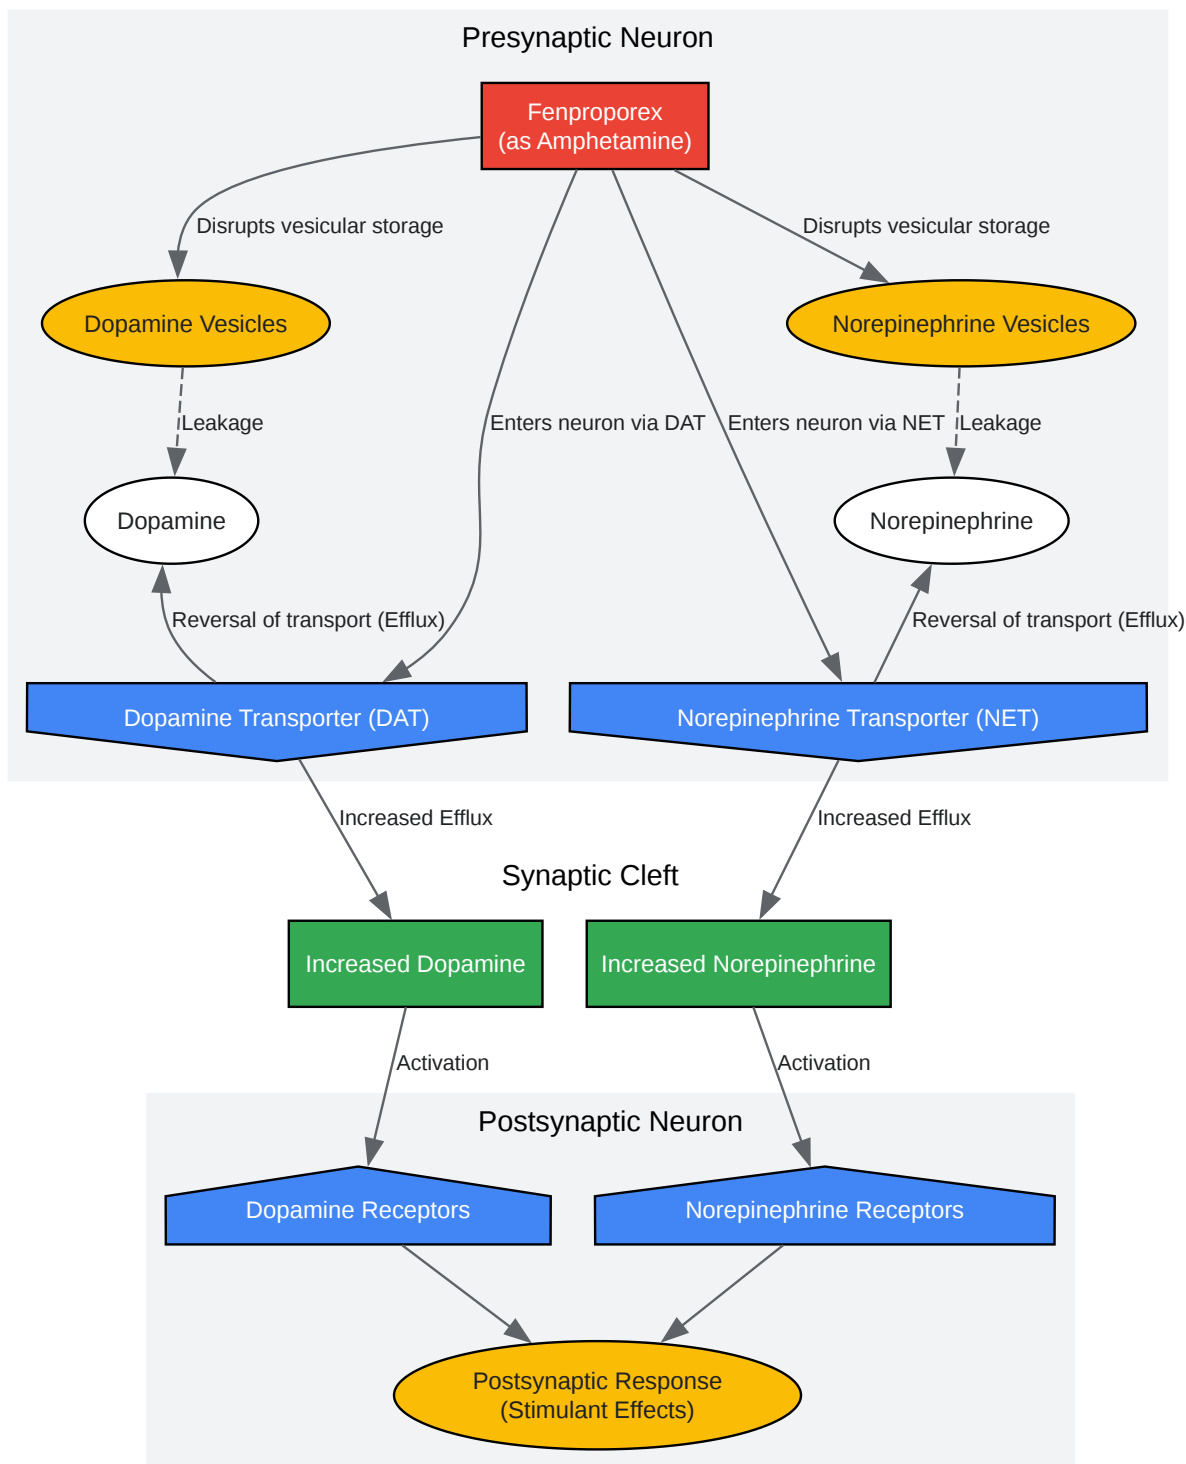 Presynaptic Neuron
Fenproporex
(as Amphetamine)
Disrupts vesicular storage
Disrupts vesicular storage
Dopamine Vesicles
Norepinephrine Vesicles
Leakage
Enters neuron via DAT
Enters neuron via NET
Leakage
Dopamine
Norepinephrine
Reversal of transport (Efflux)
Reversal of transport (Efflux)
Dopamine Transporter (DAT)
Norepinephrine Transporter (NET)
Increased Efflux
Increased Efflux
Synaptic Cleft
Increased Dopamine
Increased Norepinephrine
Activation
Activation
Postsynaptic Neuron
Dopamine Receptors
Norepinephrine Receptors
Postsynaptic Response
(Stimulant Effects)